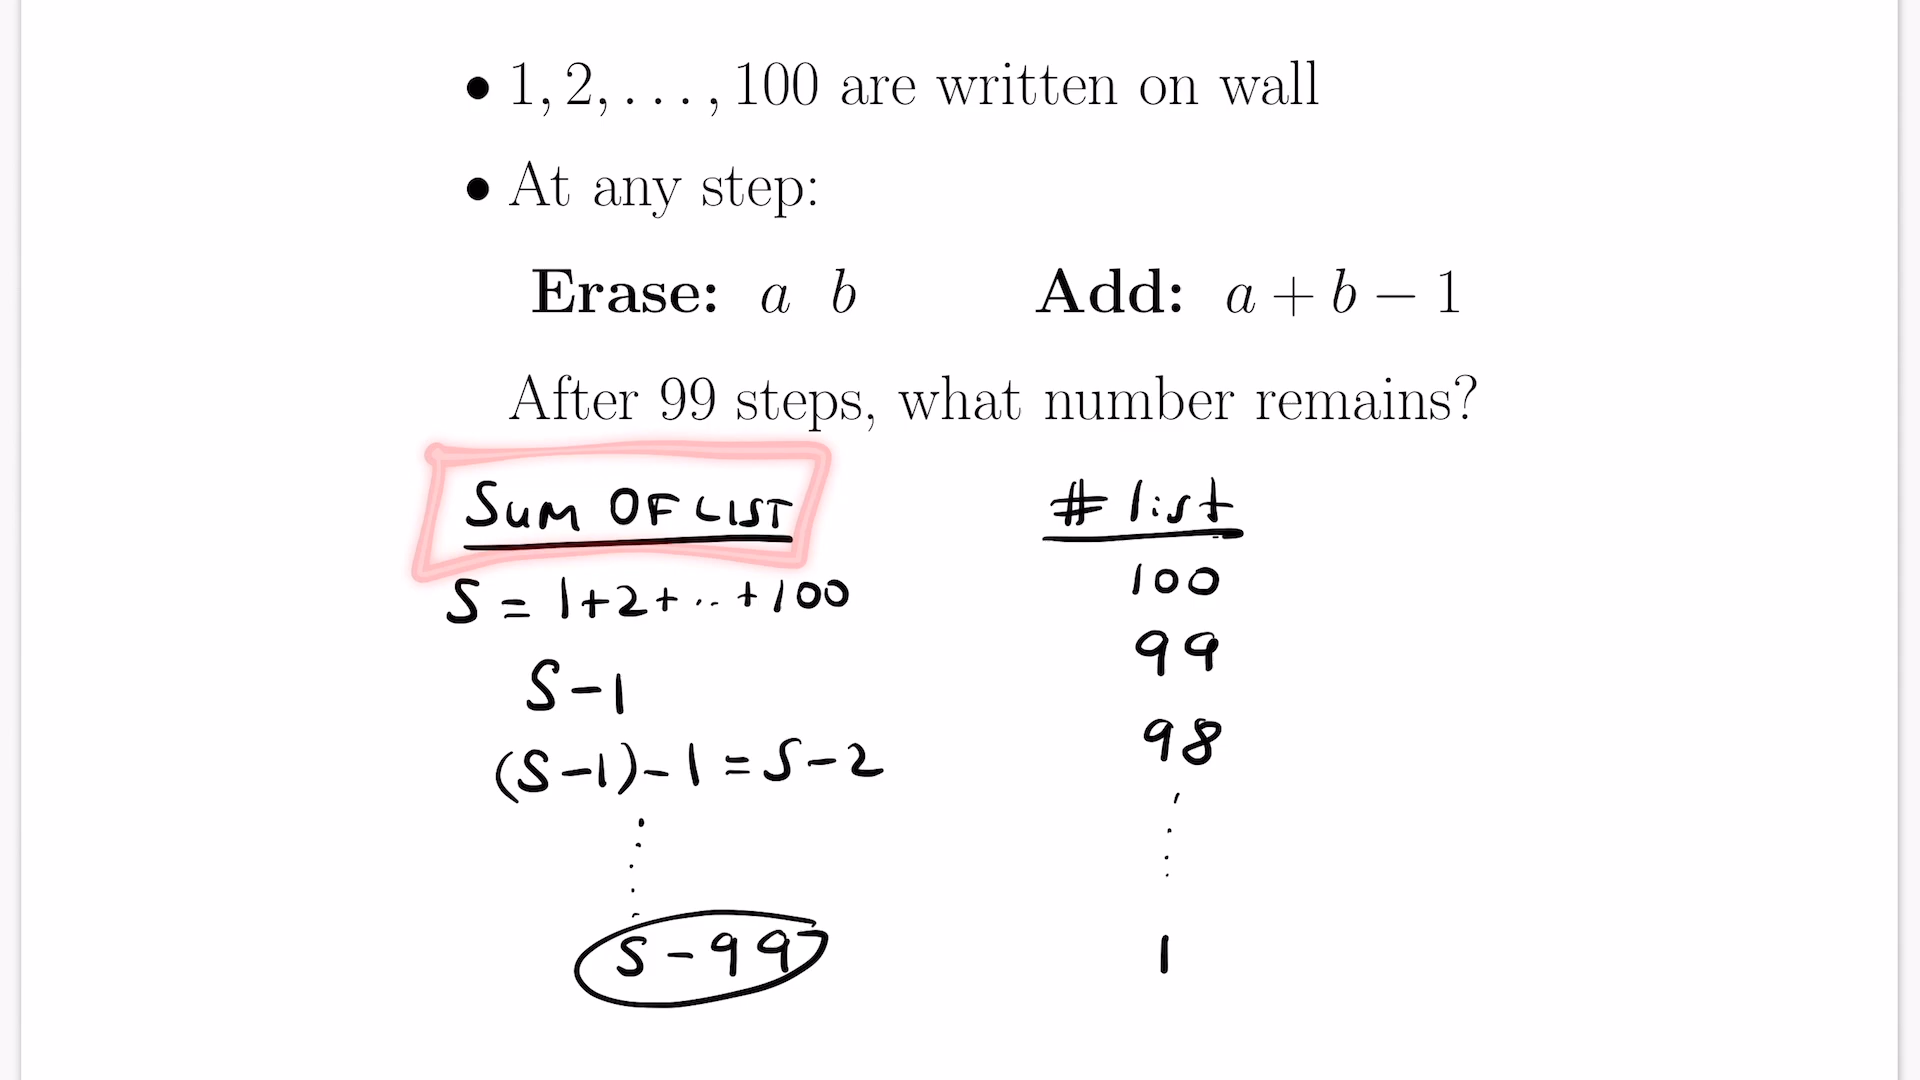 • 1, 2, . . . , 100 are written on wall
• At any step:
Erase: a b Add: a + b − 1
After 99 steps, what number remains?
SUM OF LIST # list
S = 1+2+ ... +100 100
S-1 99
(S-1)-1 = S-2 98
S-99 1